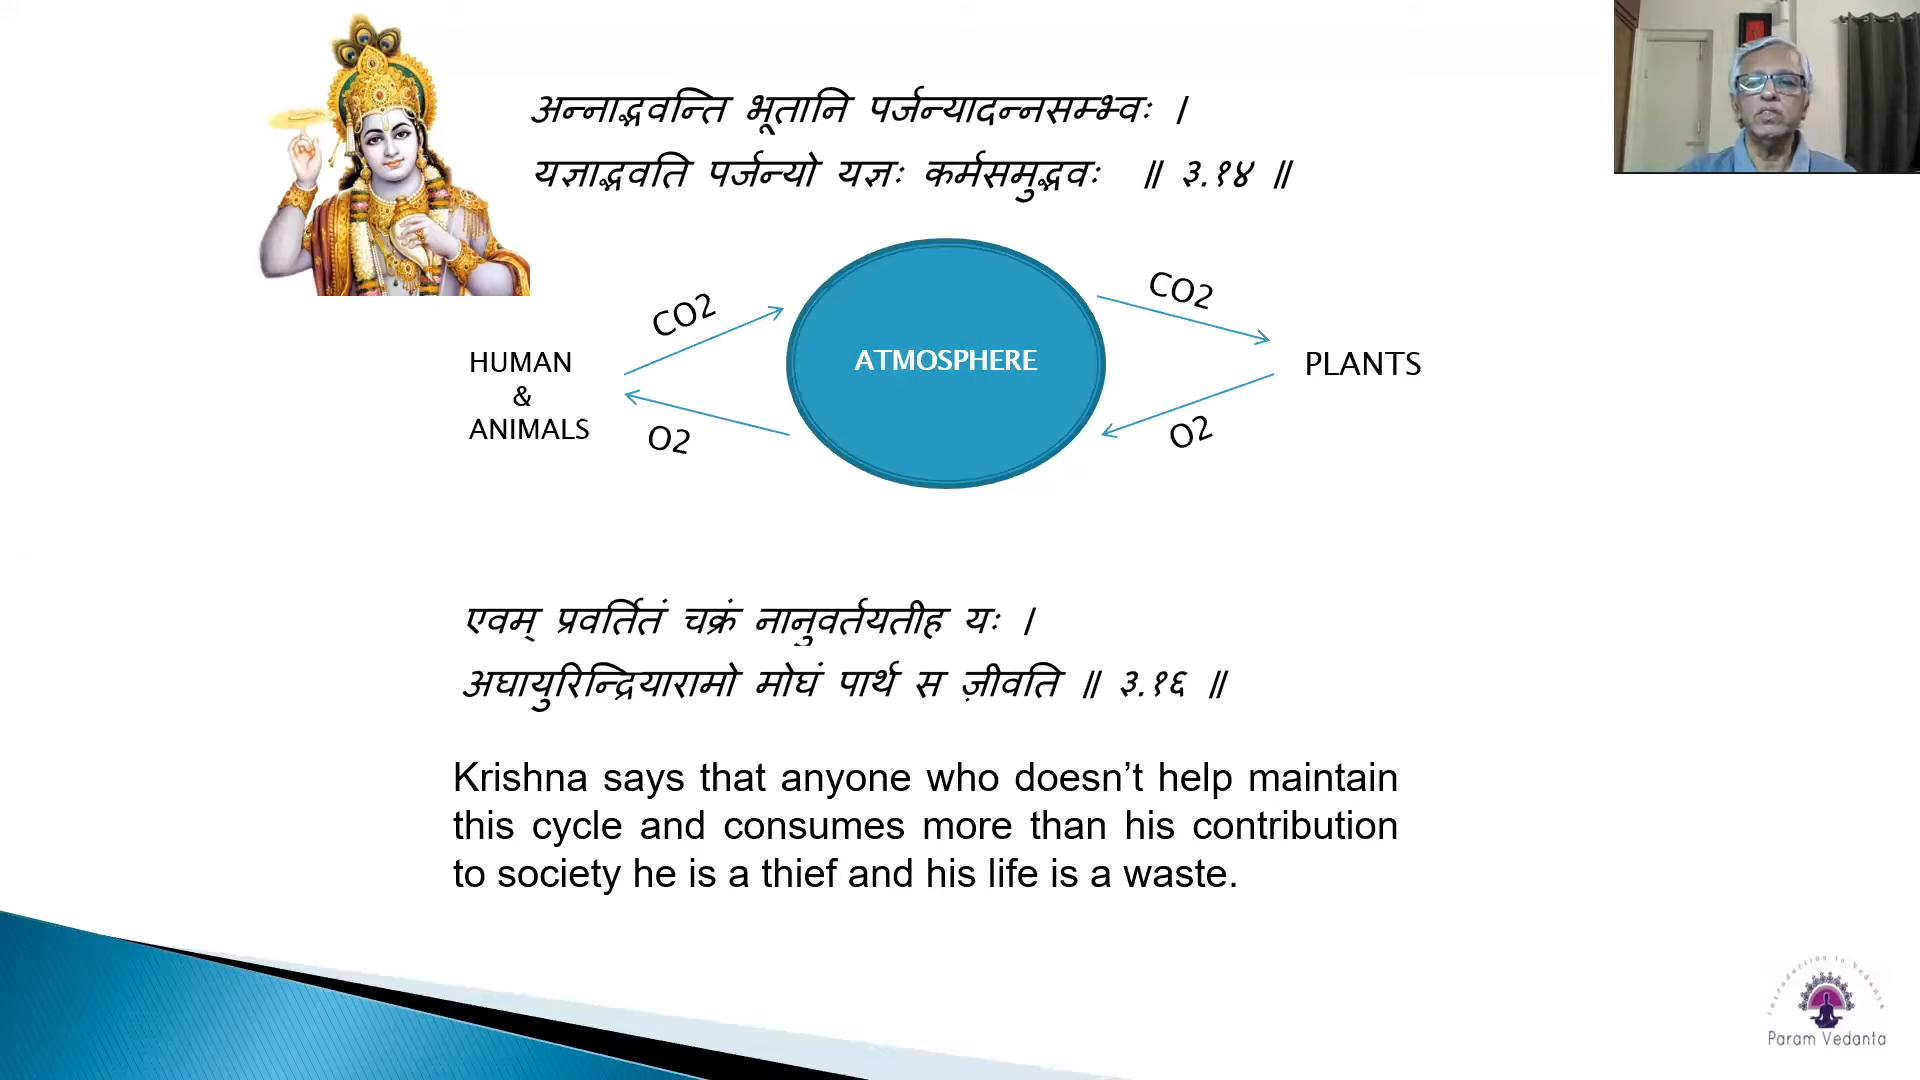 अन्नाद्भवन्ति भूतानि पर्जन्यादन्नसम्भ्वः ।
यज्ञाद्भवति पर्जन्यो यज्ञः कर्मसमुद्भवः ॥ ३.१४ ॥
CO2
CO2
ATMOSPHERE
HUMAN
&
ANIMALS
PLANTS
O2
O2
एवम् प्रवर्तितं चक्रं नानुवर्तयतीह यः ।
अघायुरिन्द्रियारामो मोघं पार्थ स ज़ीवति ॥ ३.१६ ॥
Krishna says that anyone who doesn’t help maintain
this cycle and consumes more than his contribution
to society he is a thief and his life is a waste.
Introduction to Vedanta
Param Vedanta